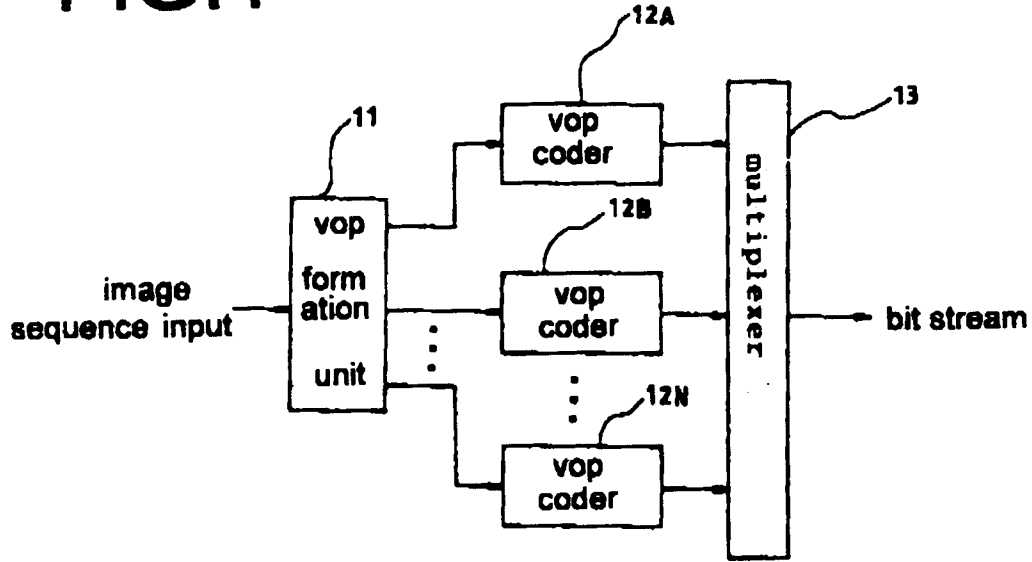 12A
11
vop
coder
13
12B
vop
form
ation
unit
image
sequence input
vop
coder
multiplexer
bit stream
12N
vop
coder